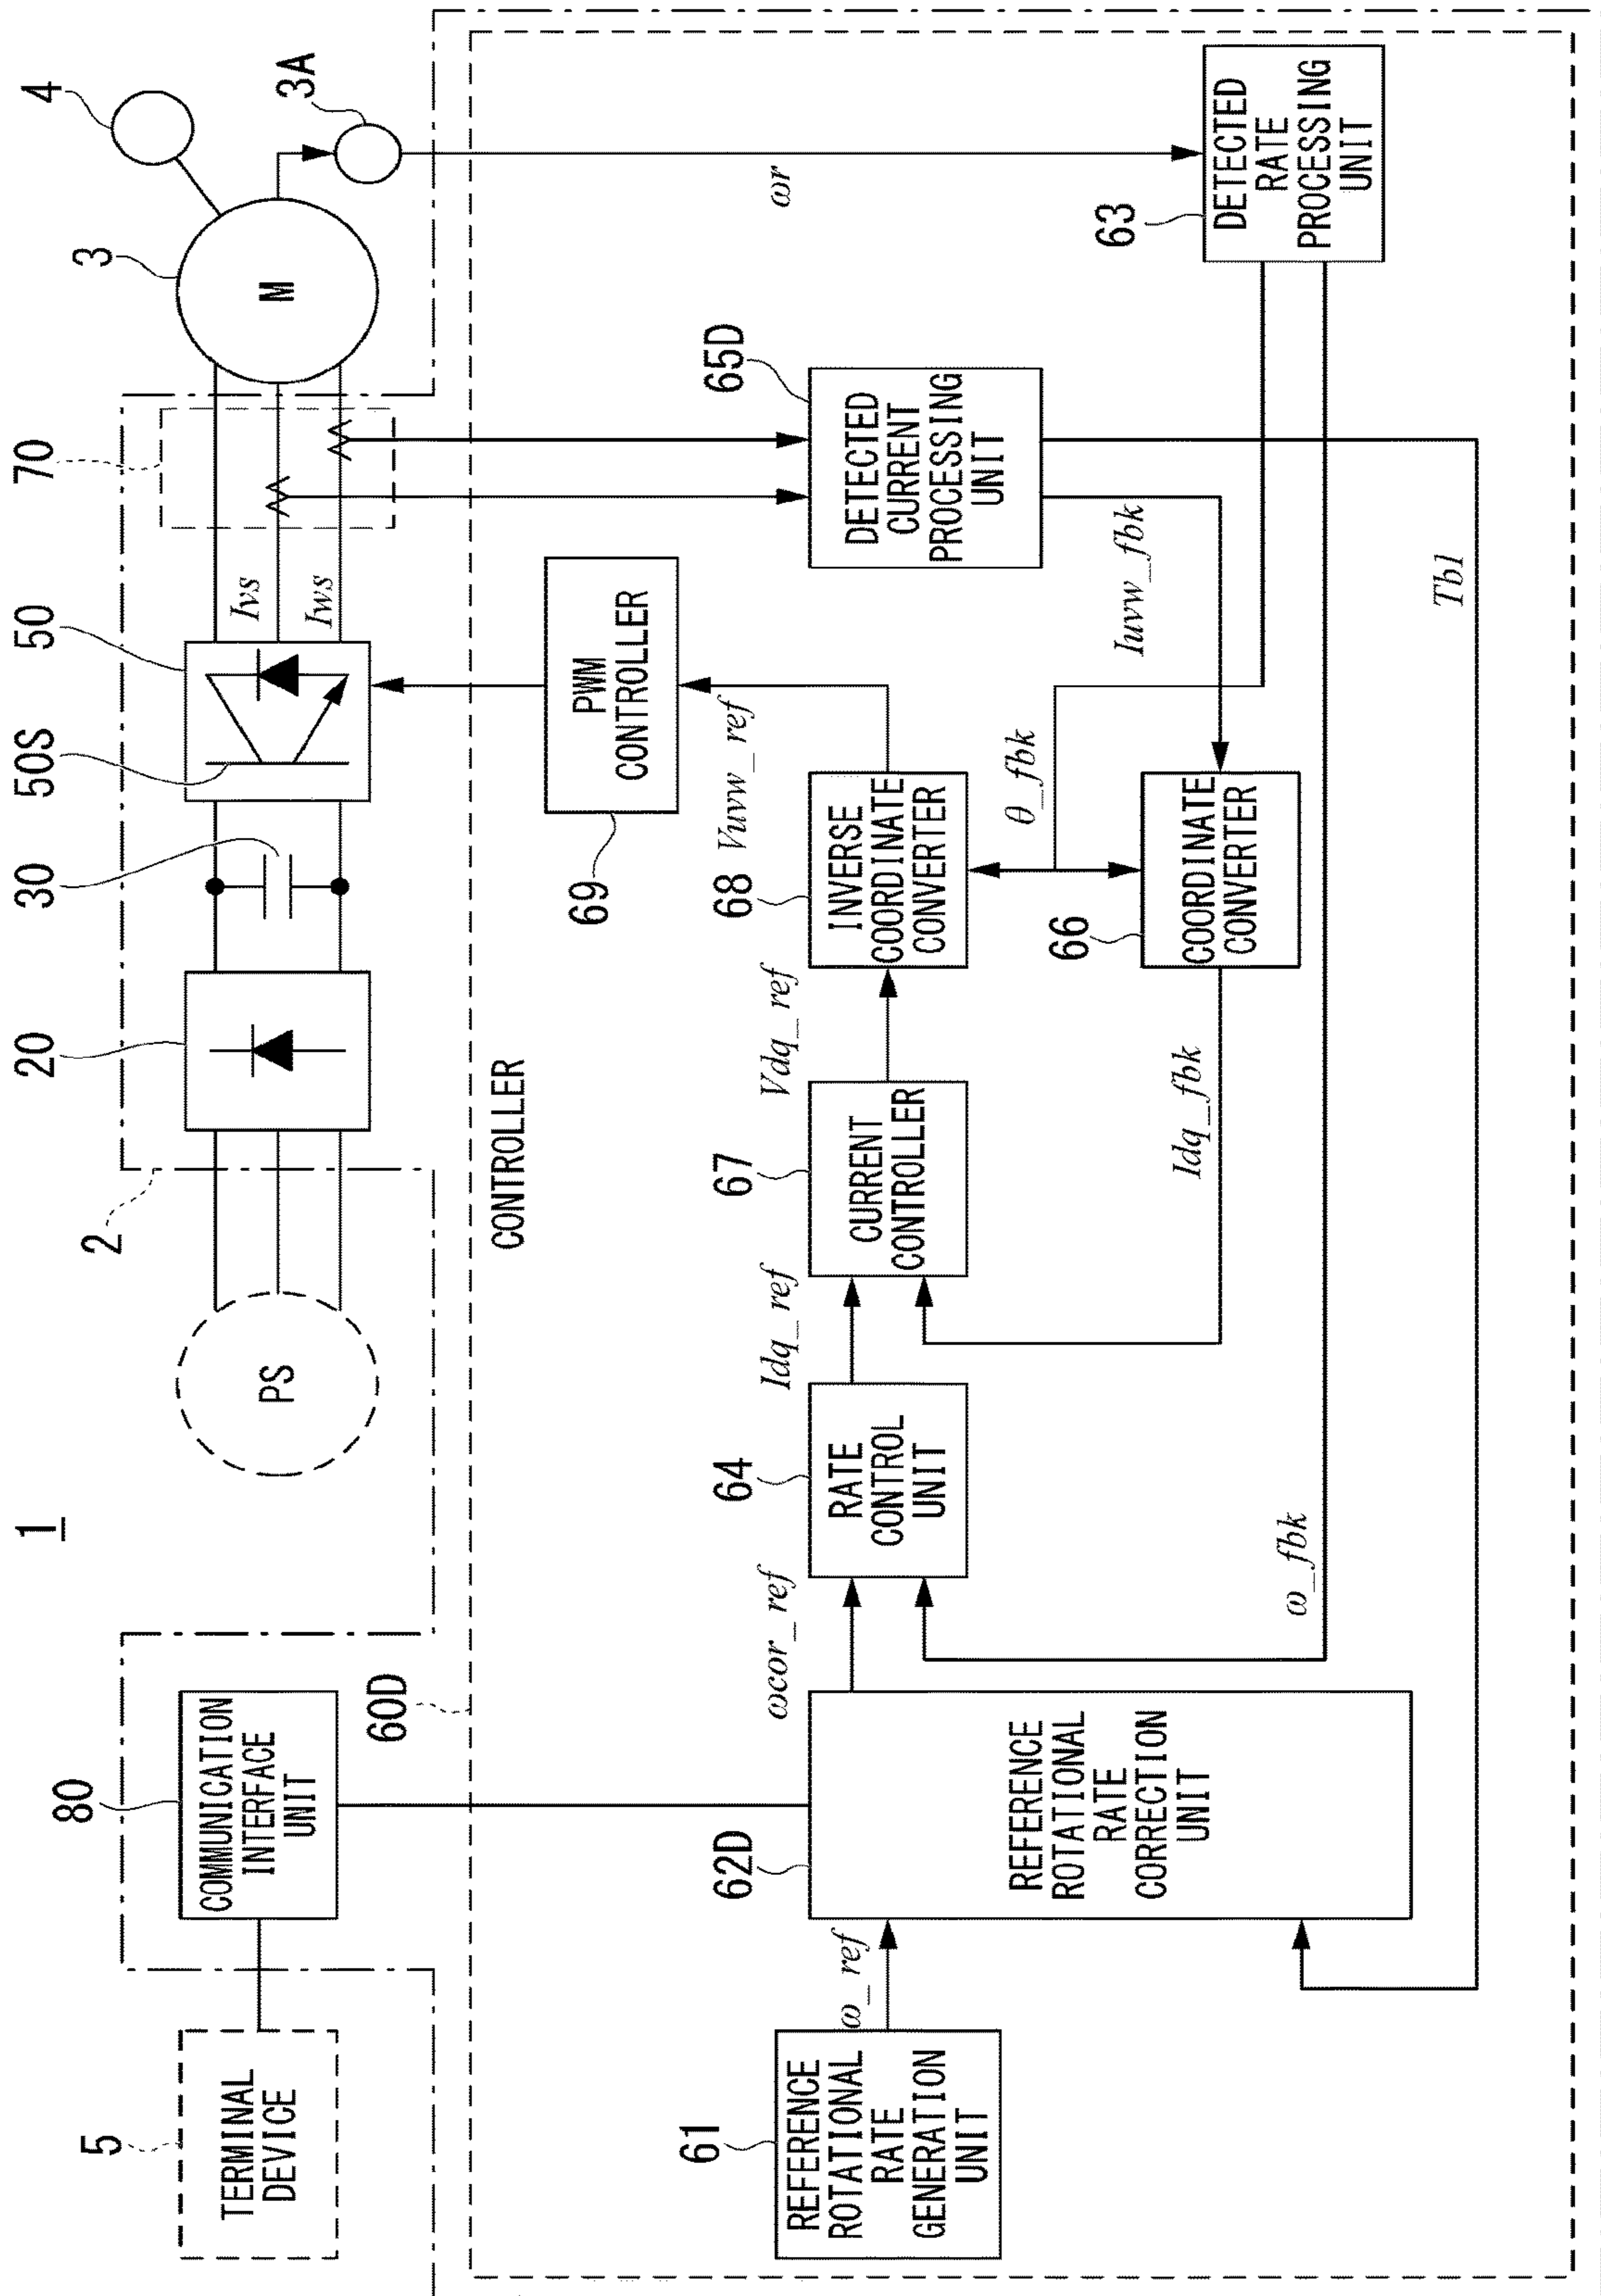 1
5
TERMINAL
DEVICE
80
COMMUNICATION
INTERFACE
UNIT
2
PS
20
30
50S
50
Ivs
Iws
70
3
M
4
3A
60D
CONTROLLER
61
REFERENCE
ROTATIONAL
RATE
GENERATION
UNIT
ω_ref
62D
REFERENCE
ROTATIONAL
RATE
CORRECTION
UNIT
ωcor_ref
64
RATE
CONTROL
UNIT
Idq_ref
67
CURRENT
CONTROLLER
Vdq_ref
68
INVERSE
COORDINATE
CONVERTER
Vuvw_ref
69
PWM
CONTROLLER
65D
DETECTED
CURRENT
PROCESSING
UNIT
ωr
63
DETECTED
RATE
PROCESSING
UNIT
θ_fbk
66
COORDINATE
CONVERTER
Iuvw_fbk
Idq_fbk
ω_fbk
Tb1